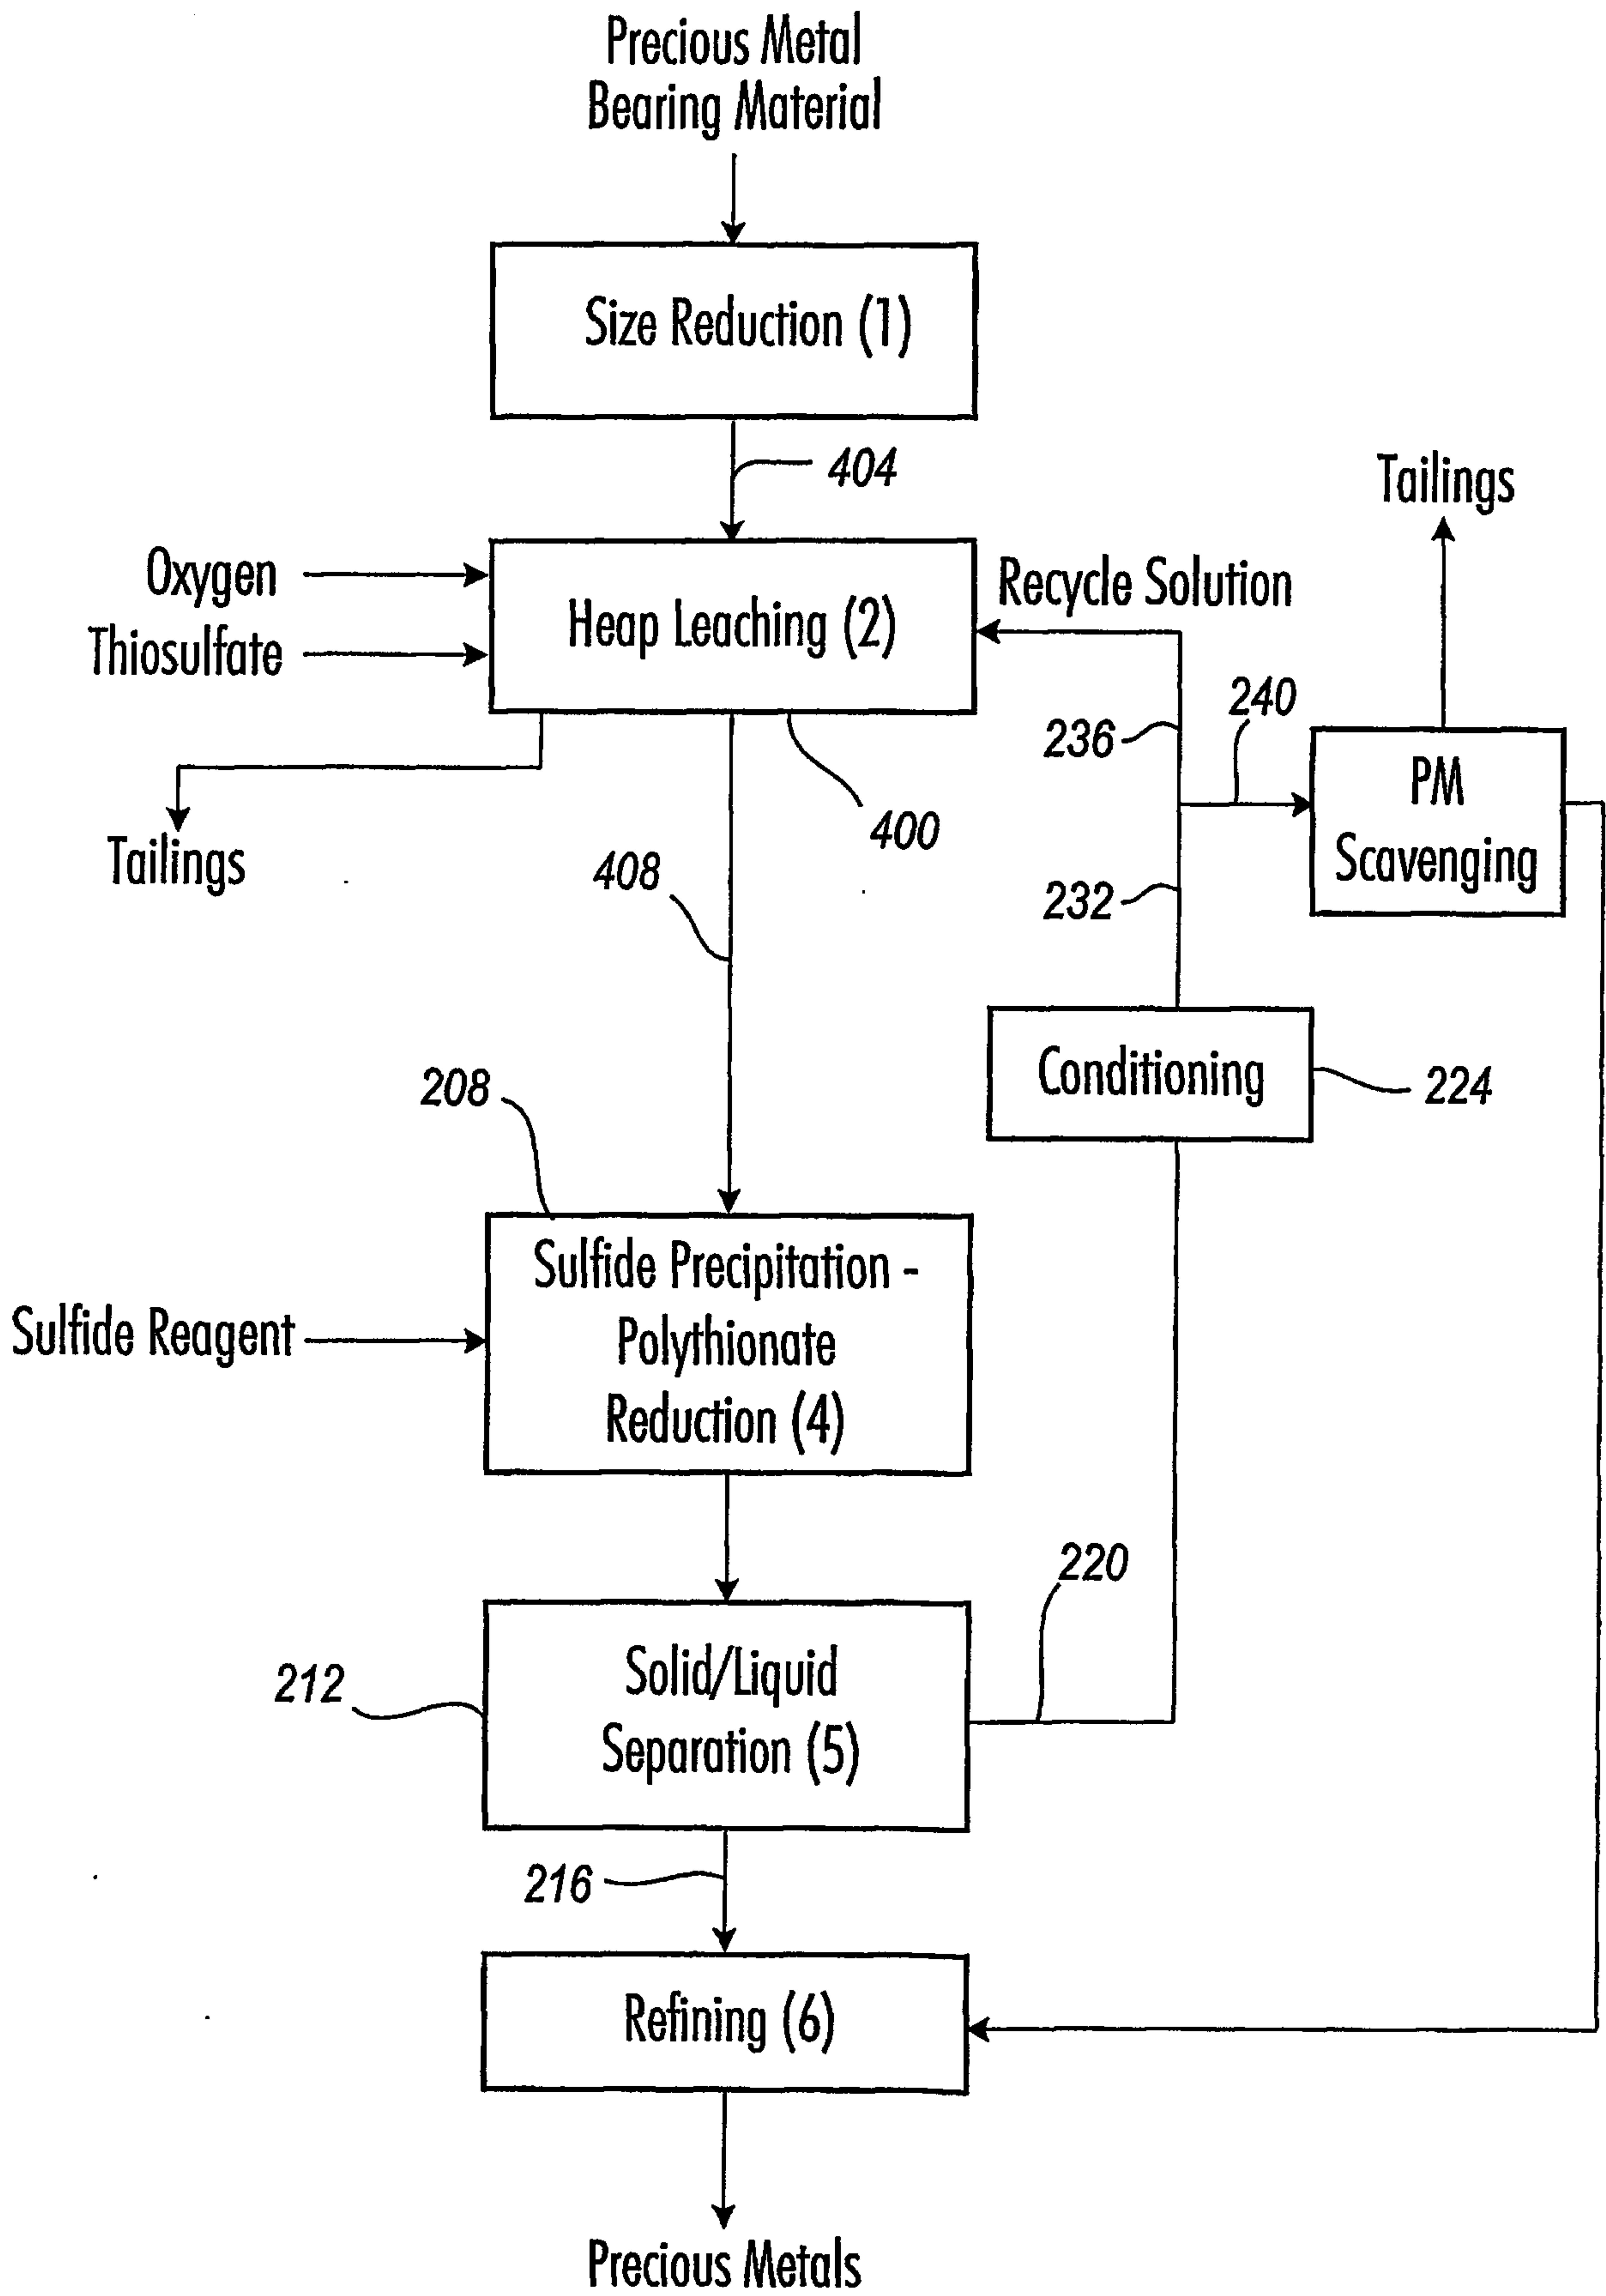 Precious Metal
Bearing Material
Size Reduction (1)
404
Tailings
Oxygen
Thiosulfate
Heap Leaching (2)
Recycle Solution
240
236
PM
Scavenging
400
Tailings
408
232
Conditioning
224
208
Sulfide Precipitation -
Polythionate
Reduction (4)
Sulfide Reagent
220
212
Solid/Liquid
Separation (5)
216
Refining (6)
Precious Metals